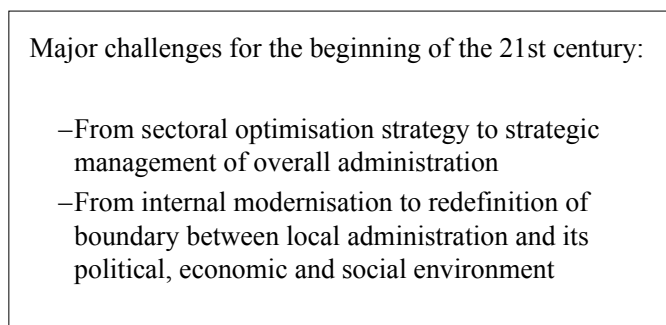 Major challenges for the beginning of the 21st century:
–From sectoral optimisation strategy to strategic
management of overall administration
–From internal modernisation to redefinition of
boundary between local administration and its
political, economic and social environment